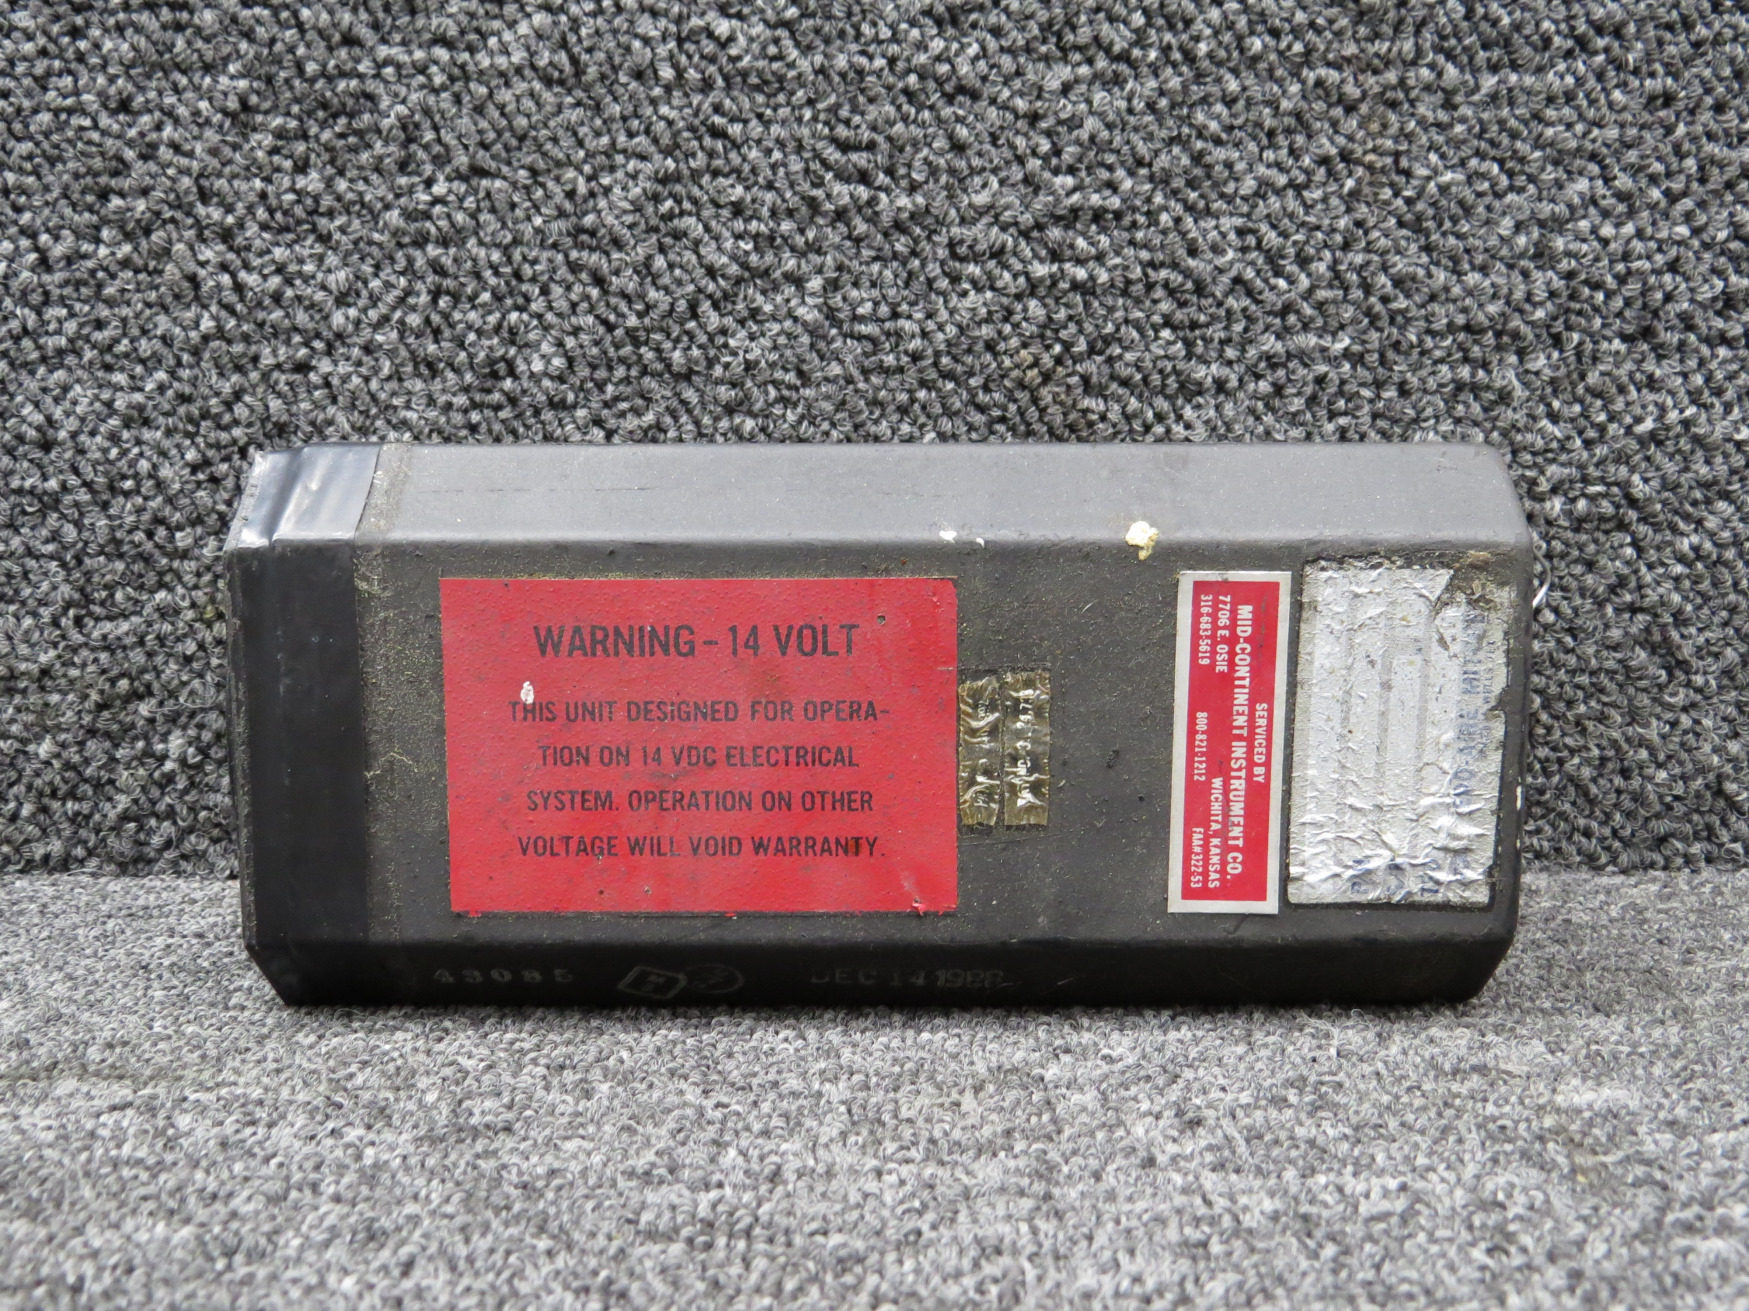 WARNING - 14 VOLT
THIS UNIT DESIGNED FOR OPERA-
TION ON 14 VDC ELECTRICAL
SYSTEM. OPERATION ON OTHER
VOLTAGE WILL VOID WARRANTY.
SERVICED BY
MID-CONTINENT INSTRUMENT CO.
7706 E. OSIE WICHITA, KANSAS
316-683-5619 800-821-1212 FAA#322-53
43085 F DEC 14 1988